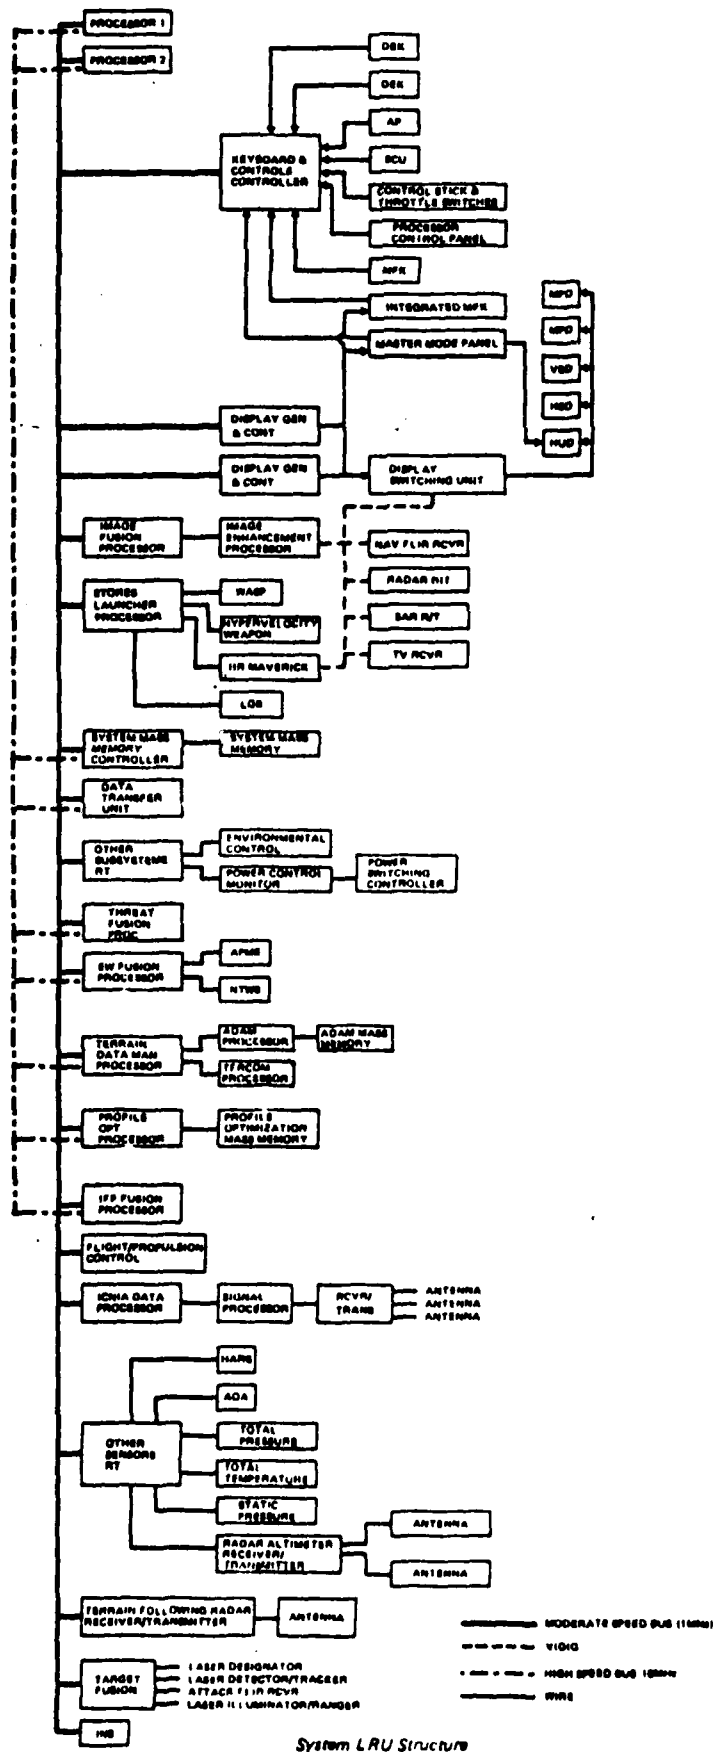 PROCESSOR 1
PROCESSOR 2
DEK
DEK
AP
SCU
KEYBOARD &
CONTROLS
CONTROLLER
CONTROL STICK &
THROTTLE SWITCHES
PROCESSOR
CONTROL PANEL
MFK
INTEGRATED MFK
MASTER MODE PANEL
MPD
MPD
VSD
HSD
HUD
DISPLAY GEN
& CONT
DISPLAY GEN
& CONT
DISPLAY
SWITCHING UNIT
IMAGE
FUSION
PROCESSOR
IMAGE
ENHANCEMENT
PROCESSOR
NAV FLIR RCVR
RADAR R/T
SAR R/T
TV RCVR
STORES
LAUNCHER
PROCESSOR
WASP
HYPERVELOCITY
WEAPON
IIR MAVERICK
LGB
SYSTEM MASS
MEMORY
CONTROLLER
SYSTEM MASS
MEMORY
DATA
TRANSFER
UNIT
OTHER
SUBSYSTEMS
RT
ENVIRONMENTAL
CONTROL
POWER CONTROL
MONITOR
POWER
SWITCHING
CONTROLLER
THREAT
FUSION
PROC
EW FUSION
PROCESSOR
APMS
NTWS
TERRAIN
DATA MAN
PROCESSOR
ADAM
PROCESSOR
ADAM MASS
MEMORY
TERCOM
PROCESSOR
PROFILE
OPT
PROCESSOR
PROFILE
OPTIMIZATION
MASS MEMORY
IFF FUSION
PROCESSOR
FLIGHT/PROPULSION
CONTROL
ICNIA DATA
PROCESSOR
SIGNAL
PROCESSOR
RCVR/
TRANS
ANTENNA
ANTENNA
ANTENNA
HARS
AOA
OTHER
SENSORS
RT
TOTAL
PRESSURE
TOTAL
TEMPERATURE
STATIC
PRESSURE
RADAR ALTIMETER
RECEIVER/
TRANSMITTER
ANTENNA
ANTENNA
TERRAIN FOLLOWING RADAR
RECEIVER/TRANSMITTER
ANTENNA
TARGET
FUSION
LASER DESIGNATOR
LASER DETECTOR/TRACKER
ATTACK FLIR RCVR
LASER ILLUMINATOR/RANGER
INS
MODERATE SPEED BUS (1MHz)
VIDIO
HIGH SPEED BUS 10MHz
WIRE
System LRU Structure